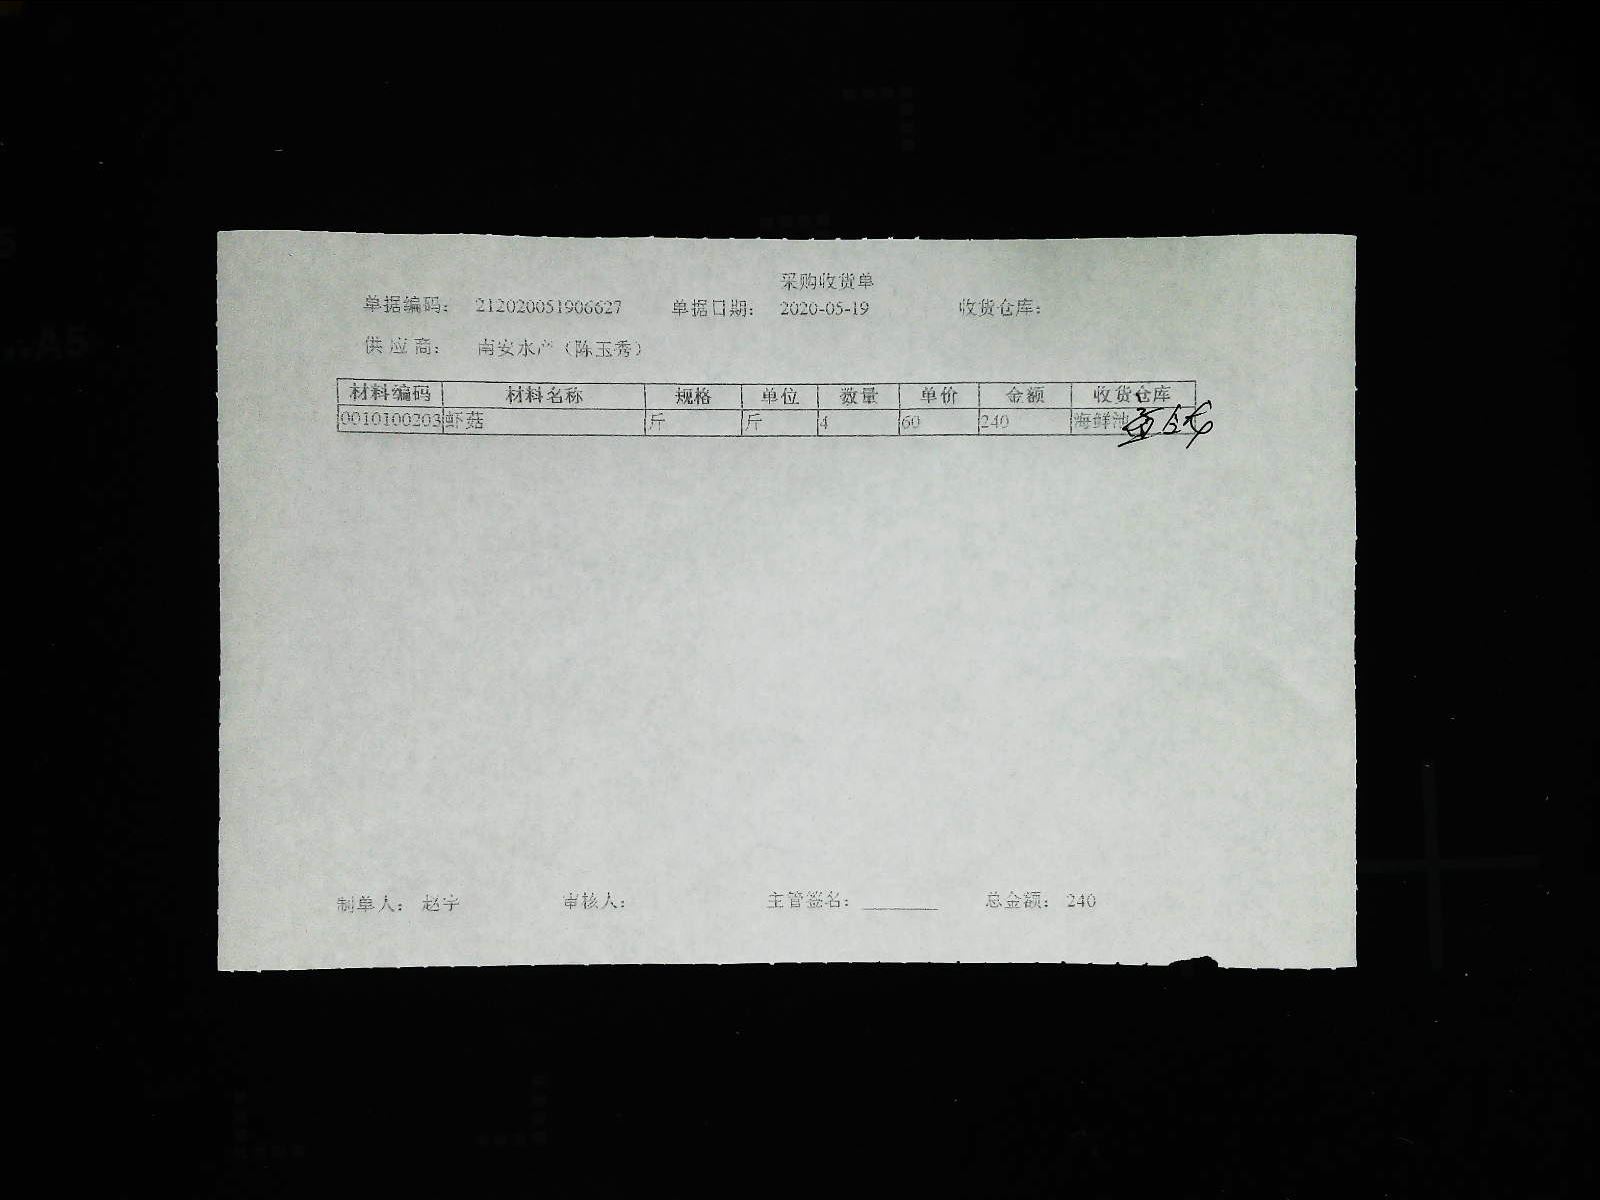 采购收货单
单据编码： 212020051906627 单据日期： 2020-05-19 收货仓库：
供 应 商： 南安水产（陈玉秀）
材料编码 材料名称 规格 单位 数量 单价 金额 收货仓库
0010100203 虾菇 斤 斤 4 60 240 海鲜池
制单人： 赵宇 审核人： 主管签名： ________ 总金额： 240